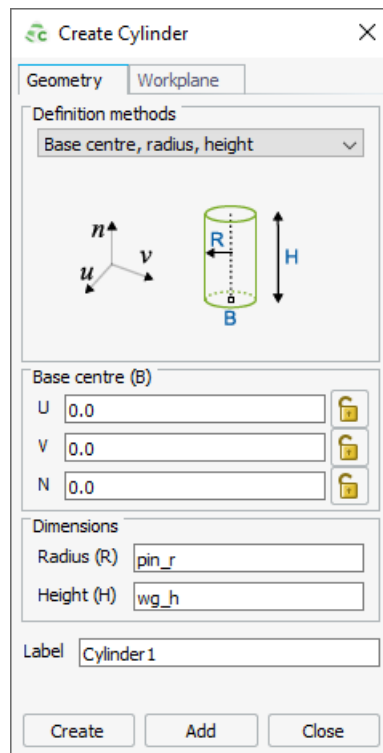 Create Cylinder
Geometry Workplane
Definition methods
Base centre, radius, height
n
v
u
R
H
B
Base centre (B)
U 0.0
V 0.0
N 0.0
Dimensions
Radius (R) pin_r
Height (H) wg_h
Label Cylinder1
Create Add Close